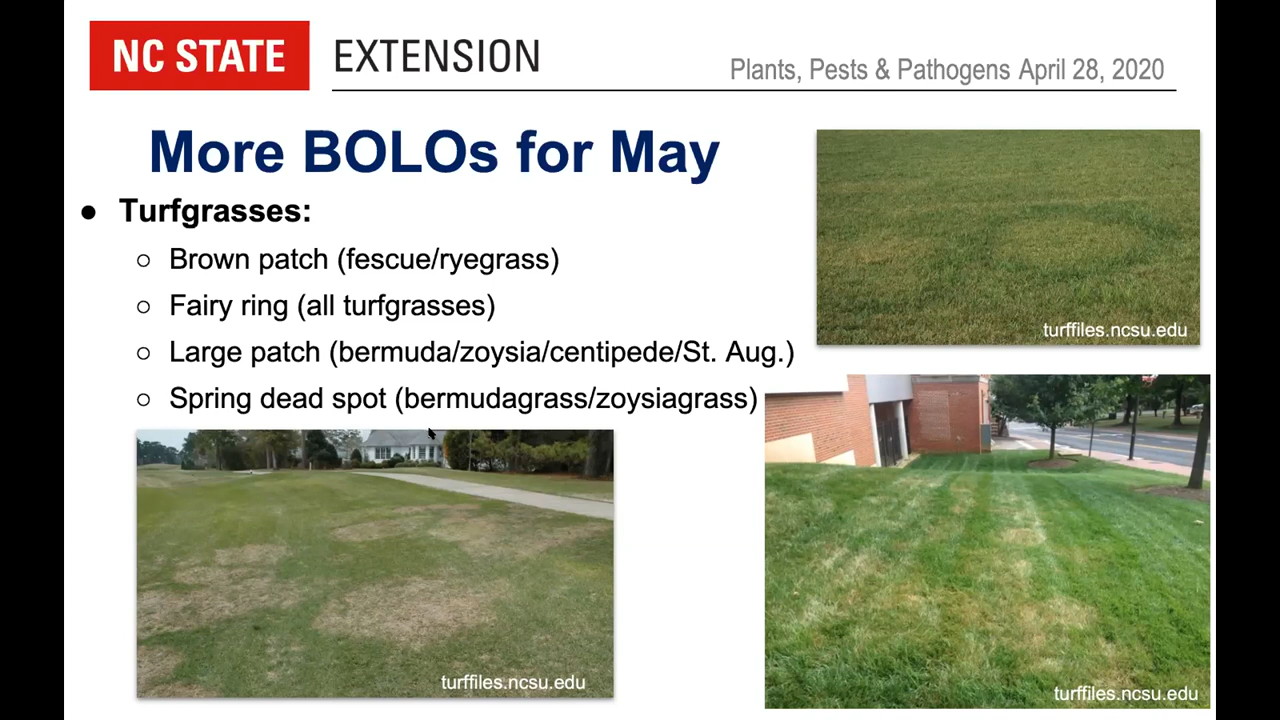 NC STATE EXTENSION
Plants, Pests & Pathogens April 28, 2020
More BOLOs for May
● Turfgrasses:
○ Brown patch (fescue/ryegrass)
○ Fairy ring (all turfgrasses)
○ Large patch (bermuda/zoysia/centipede/St. Aug.)
○ Spring dead spot (bermudagrass/zoysiagrass)
turffiles.ncsu.edu
turffiles.ncsu.edu
turffiles.ncsu.edu